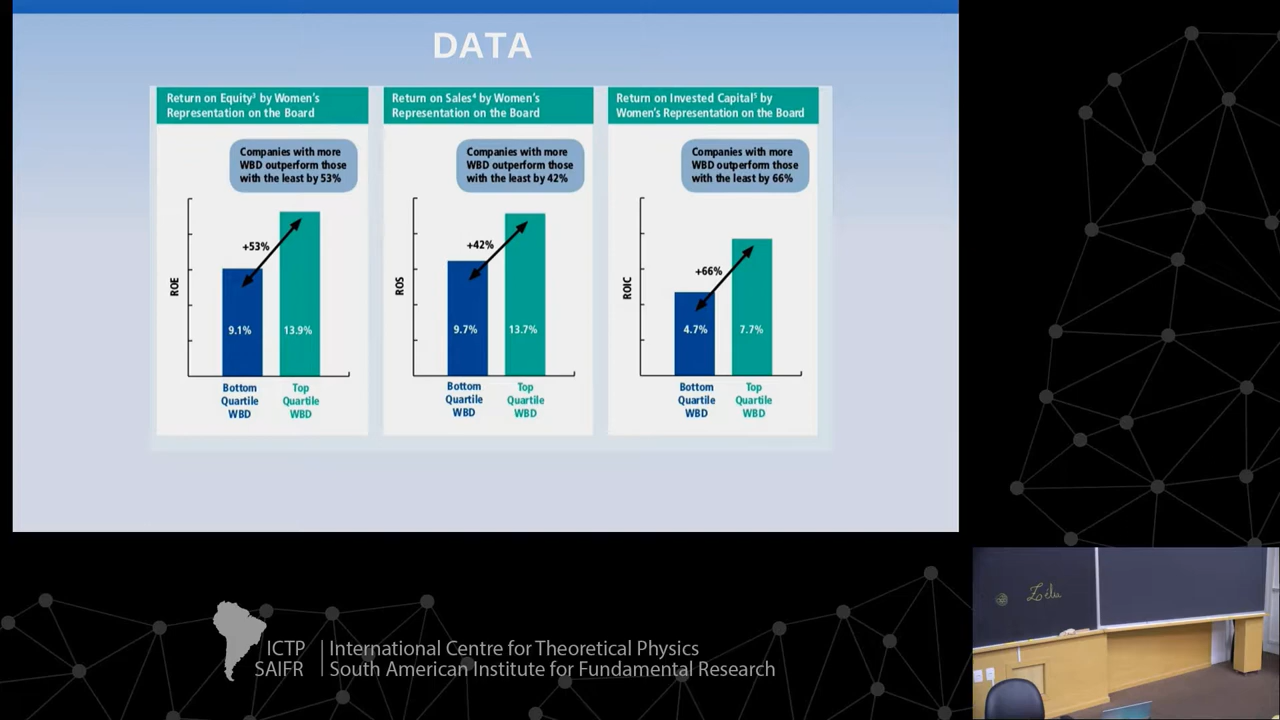 DATA
Return on Equity³ by Women's
Representation on the Board
Companies with more
WBD outperform those
with the least by 53%
+53%
ROE
9.1%
13.9%
Bottom
Quartile
WBD
Top
Quartile
WBD
Return on Sales⁴ by Women's
Representation on the Board
Companies with more
WBD outperform those
with the least by 42%
+42%
ROS
9.7%
13.7%
Bottom
Quartile
WBD
Top
Quartile
WBD
Return on Invested Capital⁵ by
Women's Representation on the Board
Companies with more
WBD outperform those
with the least by 66%
+66%
ROIC
4.7%
7.7%
Bottom
Quartile
WBD
Top
Quartile
WBD
ICTP
SAIFR
International Centre for Theoretical Physics
South American Institute for Fundamental Research